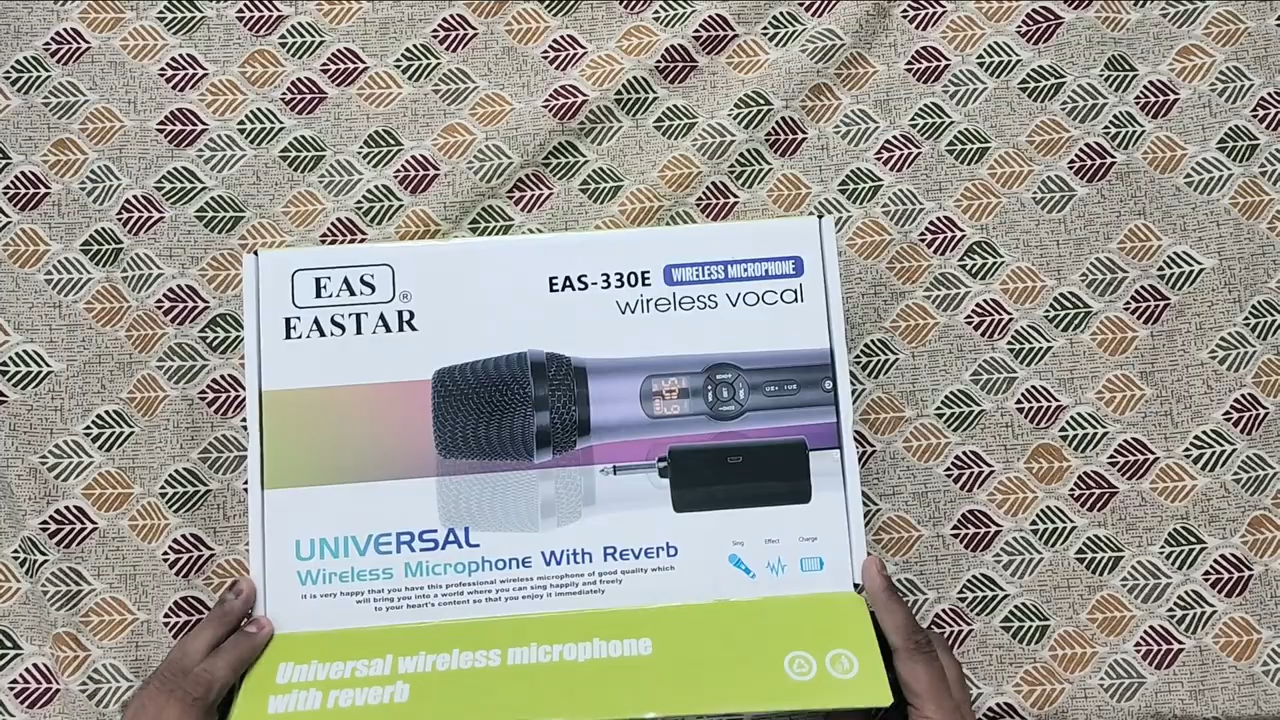 EAS
®
EASTAR
EAS-330E WIRELESS MICROPHONE
wireless vocal
UNIVERSAL
Wireless Microphone With Reverb
it is very happy that you have this professional wireless microphone of good quality which
will bring you into a world where you can sing happily and freely
to your heart's content so that you enjoy it immediately
Sing Effect Charge
Universal wireless microphone
with reverb